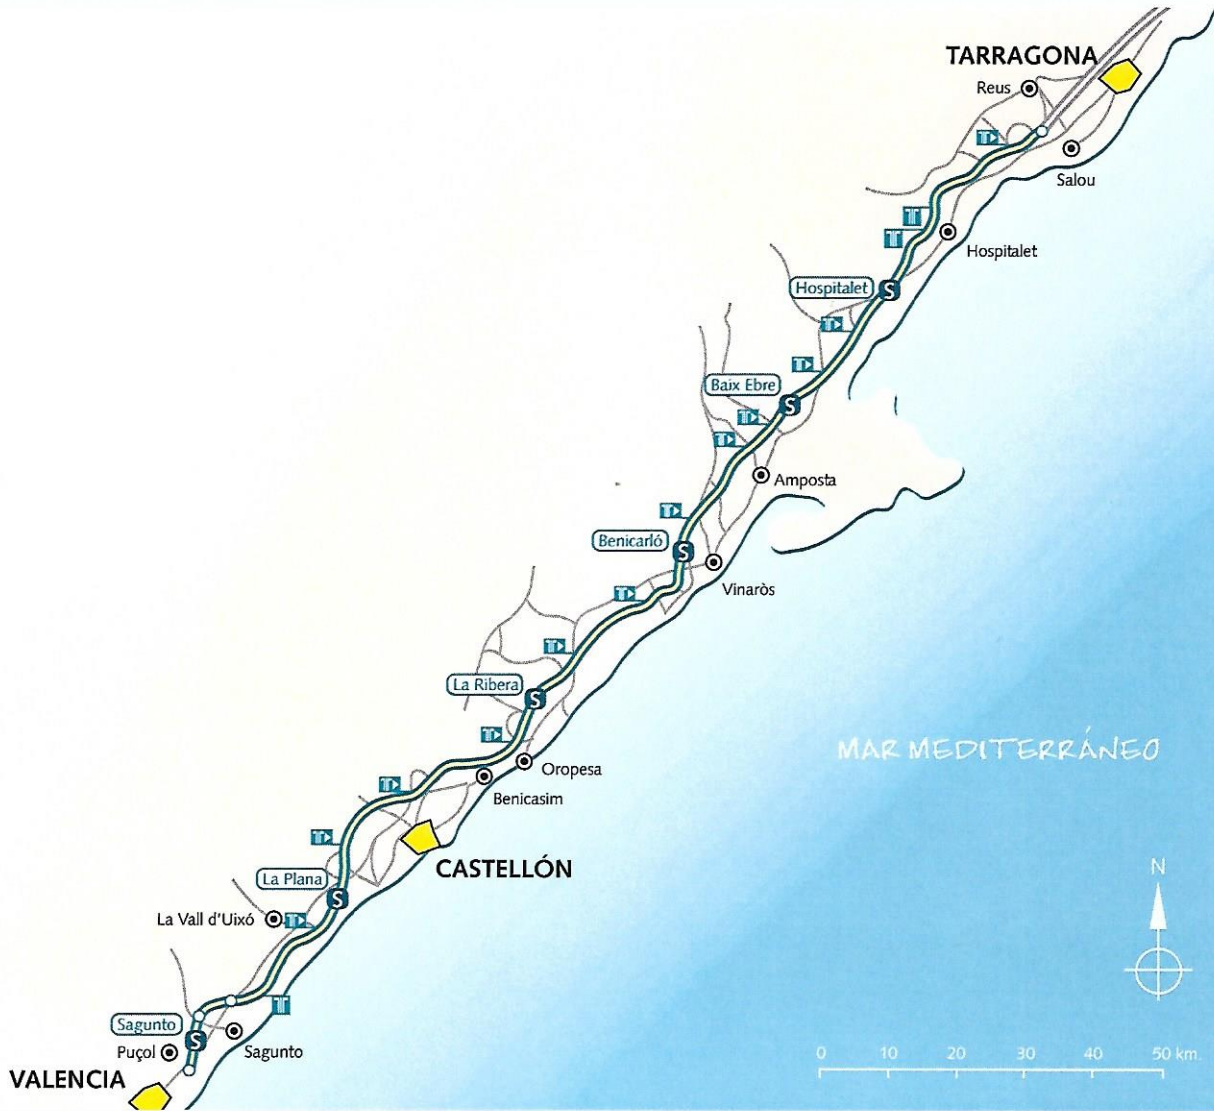 TARRAGONA
Reus
Salou
Hospitalet
Hospitalet
S
Baix Ebre
S
Amposta
Benicarló
S
Vinaròs
La Ribera
S
MAR MEDITERRÁNEO
Oropesa
Benicasim
CASTELLÓN
La Plana
S
N
La Vall d'Uixó
Sagunto
S
Puçol
Sagunto
VALENCIA
0 10 20 30 40 50 km.